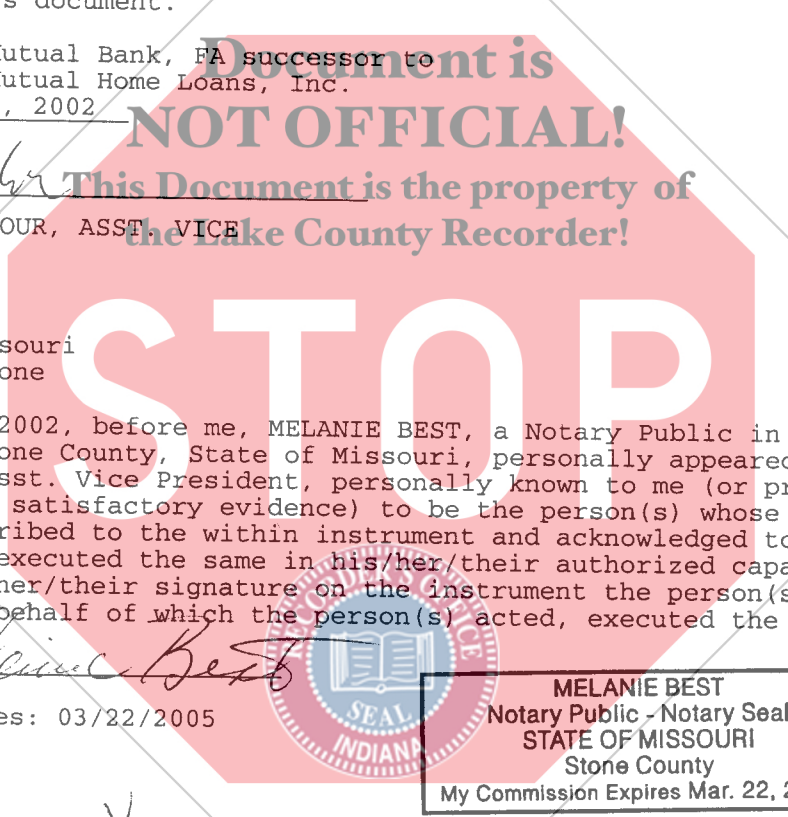 s document.
Mutual Bank, FA successor to
Mutual Home Loans, Inc.
, 2002
Document is
NOT OFFICIAL!
This Document is the property of
the Lake County Recorder!
OUR, ASST. VICE
STOP
souri
one
2002, before me, MELANIE BEST, a Notary Public in
one County, State of Missouri, personally appeared
sst. Vice President, personally known to me (or pr
satisfactory evidence) to be the person(s) whose
ribed to the within instrument and acknowledged to
executed the same in his/her/their authorized capa
her/their signature on the instrument the person(s
behalf of which the person(s) acted, executed the
Best
es: 03/22/2005
RECORDER'S OFFICE
SEAL
INDIANA
MELANIE BEST
Notary Public - Notary Seal
STATE OF MISSOURI
Stone County
My Commission Expires Mar. 22, 2